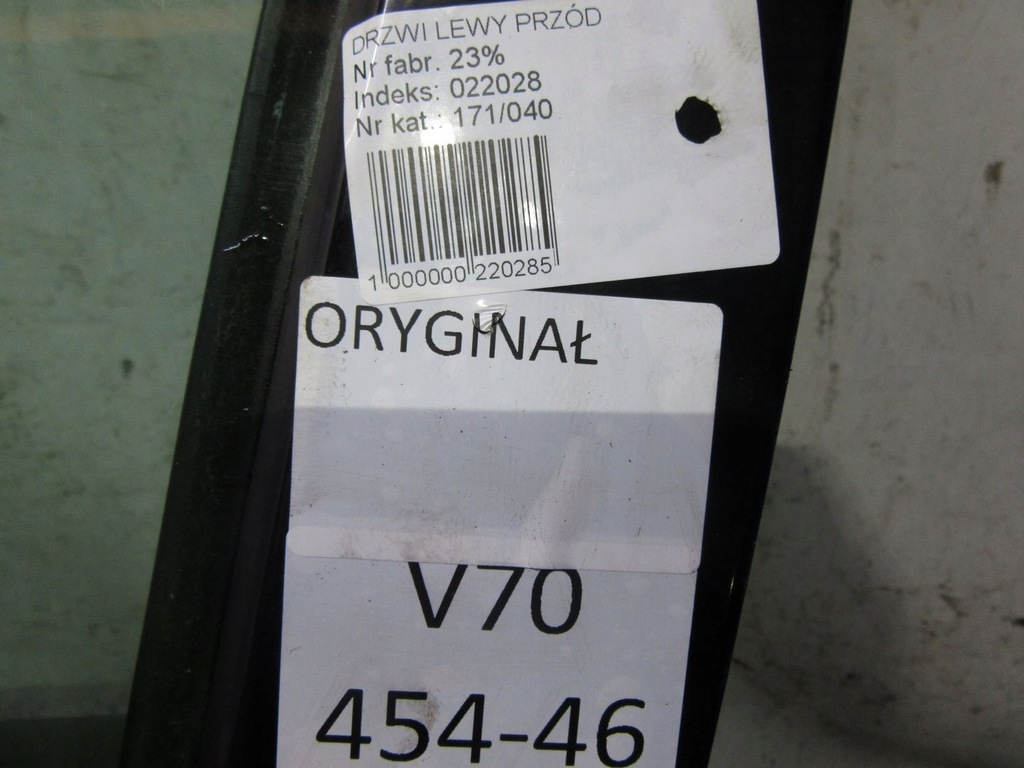 DRZWI LEWY PRZÓD
Nr fabr. 23%
Indeks: 022028
Nr kat.: 171/040
1 000000 220285
ORYGINAŁ
V70
454-46